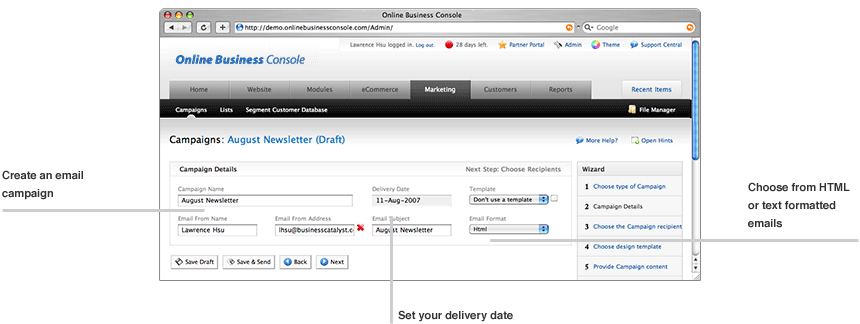 Online Business Console
http://demo.onlinebusinessconsole.com/Admin/
Google
Lawrence Hsu logged in. Log out.
28 days left.
Partner Portal
Admin
Theme
Support Central
Online Business Console
Home
Website
Modules
eCommerce
Marketing
Customers
Reports
Recent Items
Campaigns
Lists
Segment Customer Database
File Manager
Campaigns: August Newsletter (Draft)
More Help?
Open Hints
Create an email
campaign
Campaign Details
Next Step: Choose Recipients
Campaign Name
Delivery Date
Template
August Newsletter
11-Aug-2007
Don't use a template
Email From Name
Email From Address
Email Subject
Email Format
Lawrence Hsu
lhsu@businesscatalyst.c
August Newsletter
Html
Save Draft
Save & Send
Back
Next
Wizard
1 Choose type of Campaign
2 Campaign Details
3 Choose the Campaign recipient
4 Choose design template
5 Provide Campaign content
Choose from HTML
or text formatted
emails
Set your delivery date